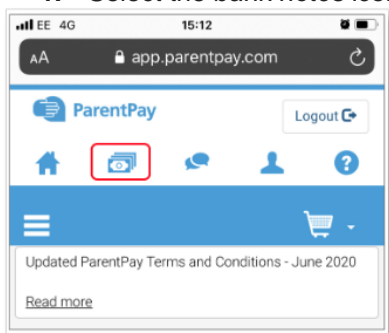 EE 4G 15:12
AA app.parentpay.com
ParentPay
Logout
?
Updated ParentPay Terms and Conditions - June 2020
Read more